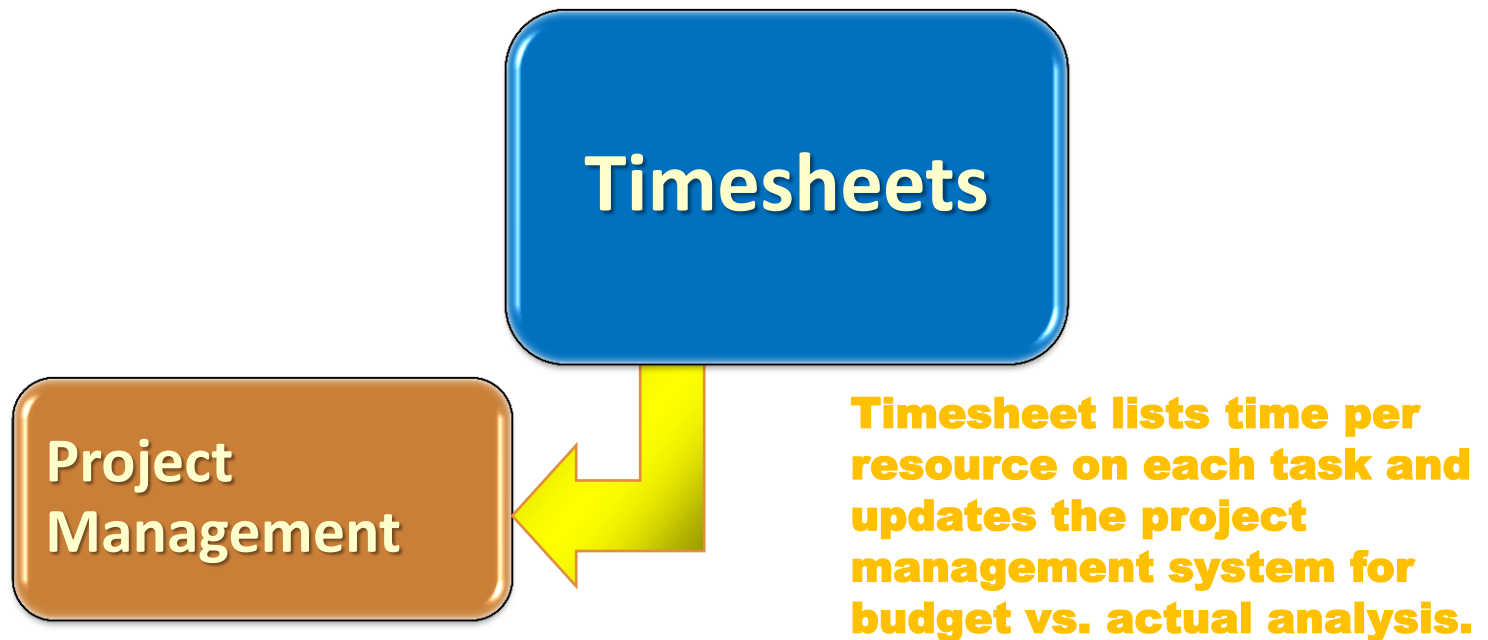 Timesheets
Project
Management
Timesheet lists time per
resource on each task and
updates the project
management system for
budget vs. actual analysis.